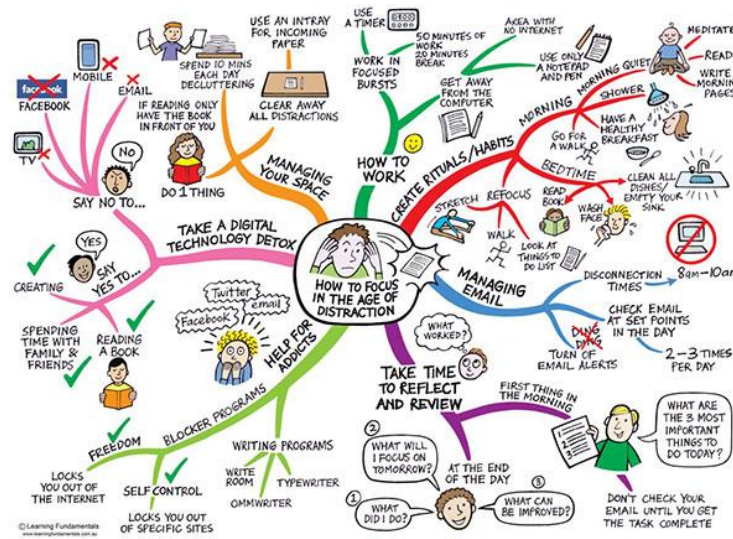 HOW TO FOCUS
IN THE AGE OF
DISTRACTION
HOW TO
WORK
WORK IN
FOCUSED
BURSTS
USE
A TIMER
50 MINUTES OF
WORK
20 MINUTES
BREAK
GET AWAY
FROM THE
COMPUTER
AREA WITH
NO INTERNET
USE ONLY
A NOTEPAD
AND PEN
CREATE RITUALS/HABITS
MORNING
MORNING QUIET
MEDITATE
READ
WRITE
MORNING
PAGES
SHOWER
HAVE A
HEALTHY
BREAKFAST
GO FOR
A WALK
BEDTIME
CLEAN ALL
DISHES/
EMPTY YOUR
SINK
WASH
FACE
READ
BOOK
REFOCUS
STRETCH
WALK
LOOK AT
THINGS TO
DO LIST
MANAGING
EMAIL
DISCONNECTION
TIMES
8am-10am
CHECK EMAIL
AT SET POINTS
IN THE DAY
2-3 TIMES
PER DAY
DING
DING
TURN OF
EMAIL ALERTS
TAKE TIME
TO REFLECT
AND REVIEW
WHAT
WORKED?
FIRST THING IN
THE MORNING
1
2
3
WHAT ARE
THE 3 MOST
IMPORTANT
THINGS TO
DO TODAY?
DON'T CHECK
YOUR
EMAIL UNTIL YOU GET
THE TASK COMPLETE
AT THE END
OF THE DAY
①
WHAT
DID I DO?
②
WHAT WILL
I FOCUS ON
TOMORROW?
③
WHAT CAN
BE IMPROVED?
HELP FOR
ADDICTS
Twitter
email
Facebook
WRITING PROGRAMS
WRITE
ROOM
OMMWRITER
TYPEWRITER
BLOCKER PROGRAMS
FREEDOM
LOCKS YOU OUT
OF THE INTERNET
SELF CONTROL
LOCKS YOU OUT
OF SPECIFIC SITES
TAKE A DIGITAL
TECHNOLOGY DETOX
SAY NO TO...
NO
TV
facebook
FACEBOOK
MOBILE
EMAIL
SAY
YES TO...
YES
CREATING
SPENDING
TIME WITH
FAMILY &
FRIENDS
READING
A BOOK
MANAGING
YOUR SPACE
DO 1 THING
IF READING ONLY
HAVE THE BOOK
IN FRONT OF YOU
SPEND 10 MINS
EACH DAY
DECLUTTERING
CLEAR AWAY
ALL DISTRACTIONS
USE AN INTRAY
FOR INCOMING
PAPER
© Learning Fundamentals
www.learningfundamentals.com.au